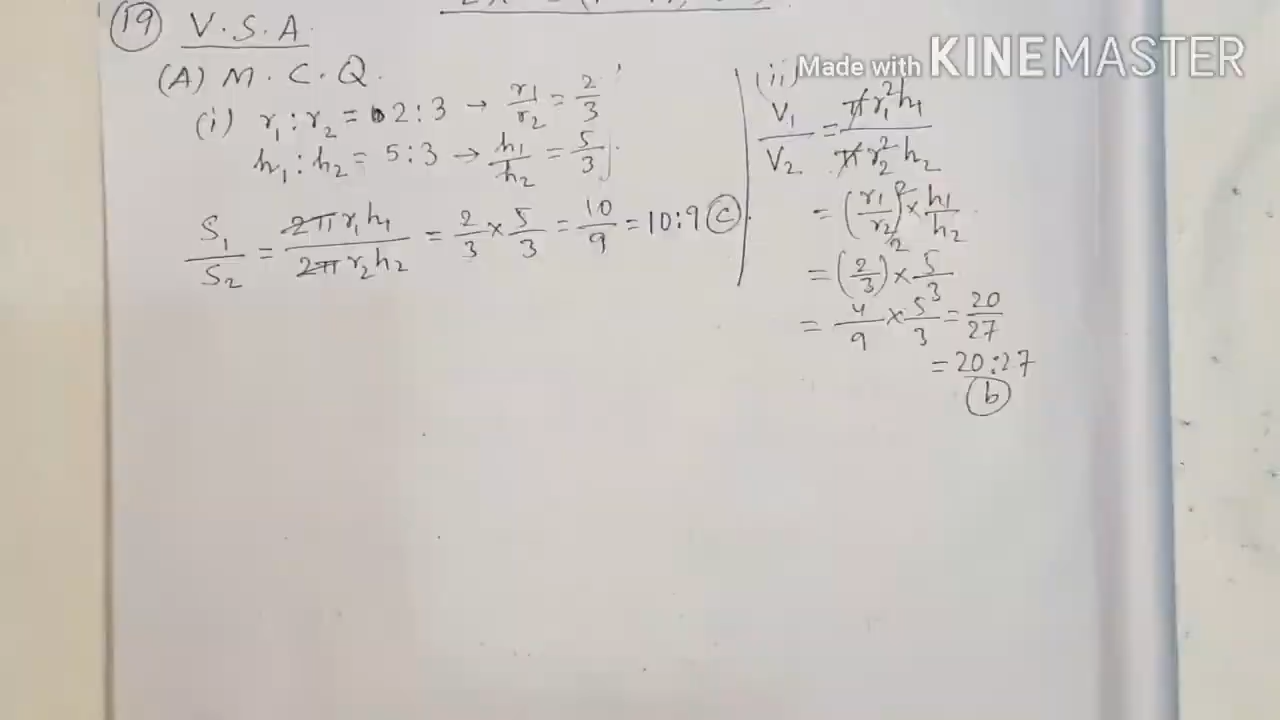 (19) V.S.A.
(A) M.C.Q.
(i) r₁:r₂ = 2:3 → r₁/r₂ = 2/3
h₁:h₂ = 5:3 → h₁/h₂ = 5/3
S₁/S₂ = 2πr₁h₁/2πr₂h₂ = 2/3 × 5/3 = 10/9 = 10:9 (c)
Made with KINEMASTER
(ii)
V₁/V₂ = πr₁²h₁/πr₂²h₂
= (r₁/r₂)² × h₁/h₂
= (2/3)² × 5/3
= 4/9 × 5/3 = 20/27
= 20:27
(b)